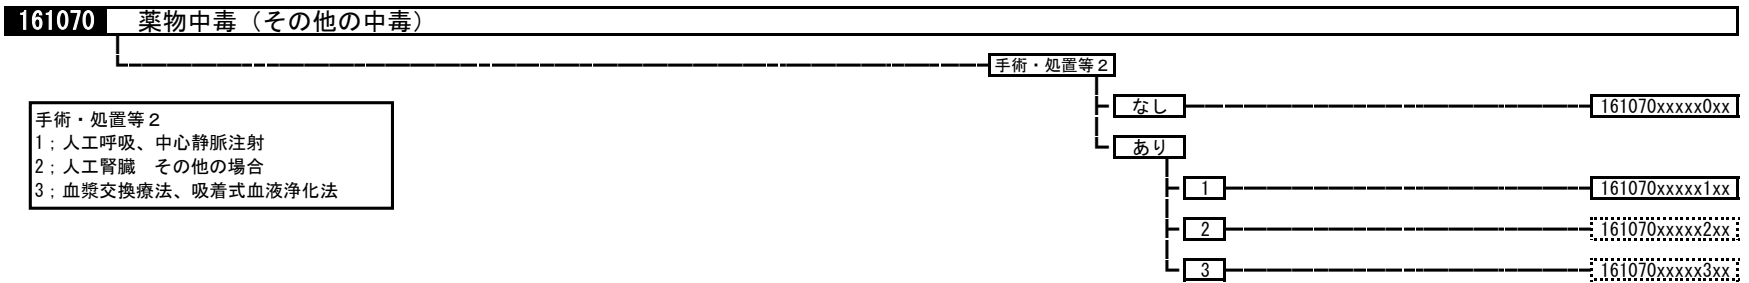 161070 薬物中毒（その他の中毒）
手術・処置等２
なし 161070xxxxx0xx
手術・処置等２
1；人工呼吸、中心静脈注射
2；人工腎臓　その他の場合
3；血漿交換療法、吸着式血液浄化法
あり
1 161070xxxxx1xx
2 161070xxxxx2xx
3 161070xxxxx3xx